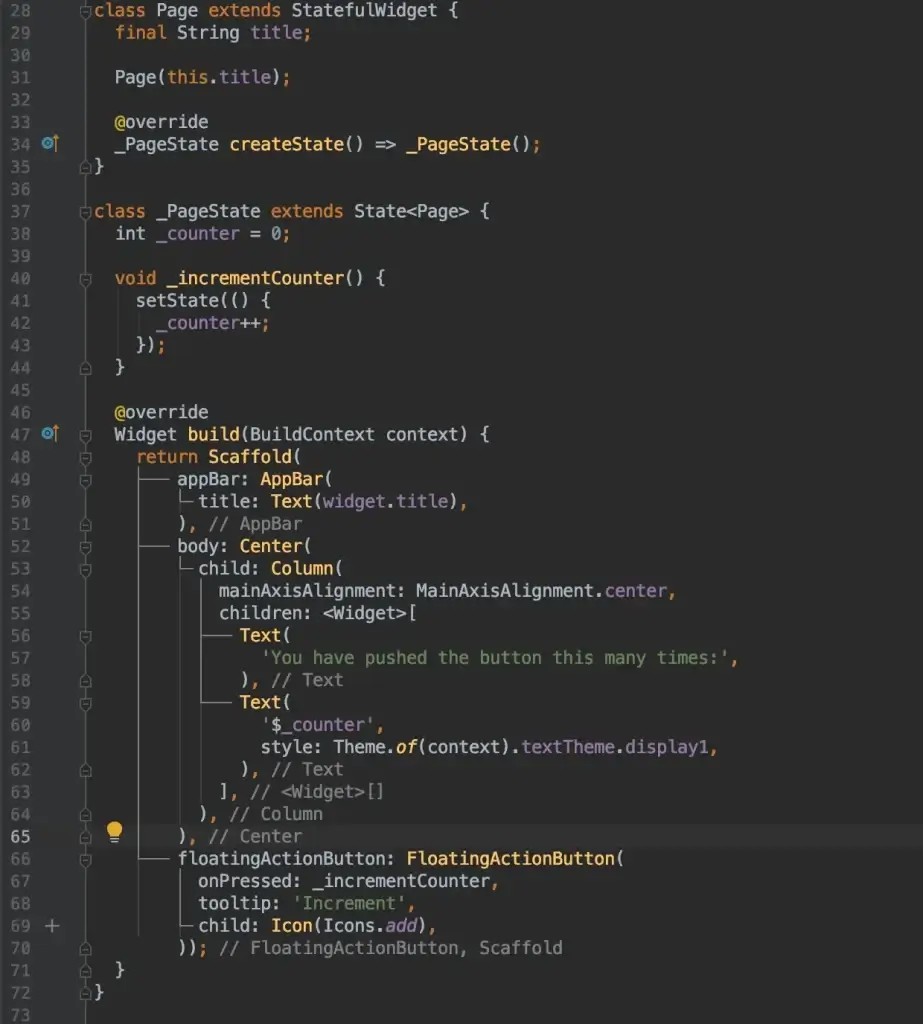 28 class Page extends StatefulWidget {
29   final String title;
30
31   Page(this.title);
32
33   @override
34   _PageState createState() => _PageState();
35 }
36
37 class _PageState extends State<Page> {
38   int _counter = 0;
39
40   void _incrementCounter() {
41     setState(() {
42       _counter++;
43     });
44   }
45
46   @override
47   Widget build(BuildContext context) {
48     return Scaffold(
49         appBar: AppBar(
50           title: Text(widget.title),
51         ), // AppBar
52         body: Center(
53           child: Column(
54             mainAxisAlignment: MainAxisAlignment.center,
55             children: <Widget>[
56               Text(
57                 'You have pushed the button this many times:',
58               ), // Text
59               Text(
60                 '$_counter',
61                 style: Theme.of(context).textTheme.display1,
62               ), // Text
63             ], // <Widget>[]
64           ), // Column
65         ), // Center
66         floatingActionButton: FloatingActionButton(
67           onPressed: _incrementCounter,
68           tooltip: 'Increment',
69           child: Icon(Icons.add),
70         )); // FloatingActionButton, Scaffold
71   }
72 }
73